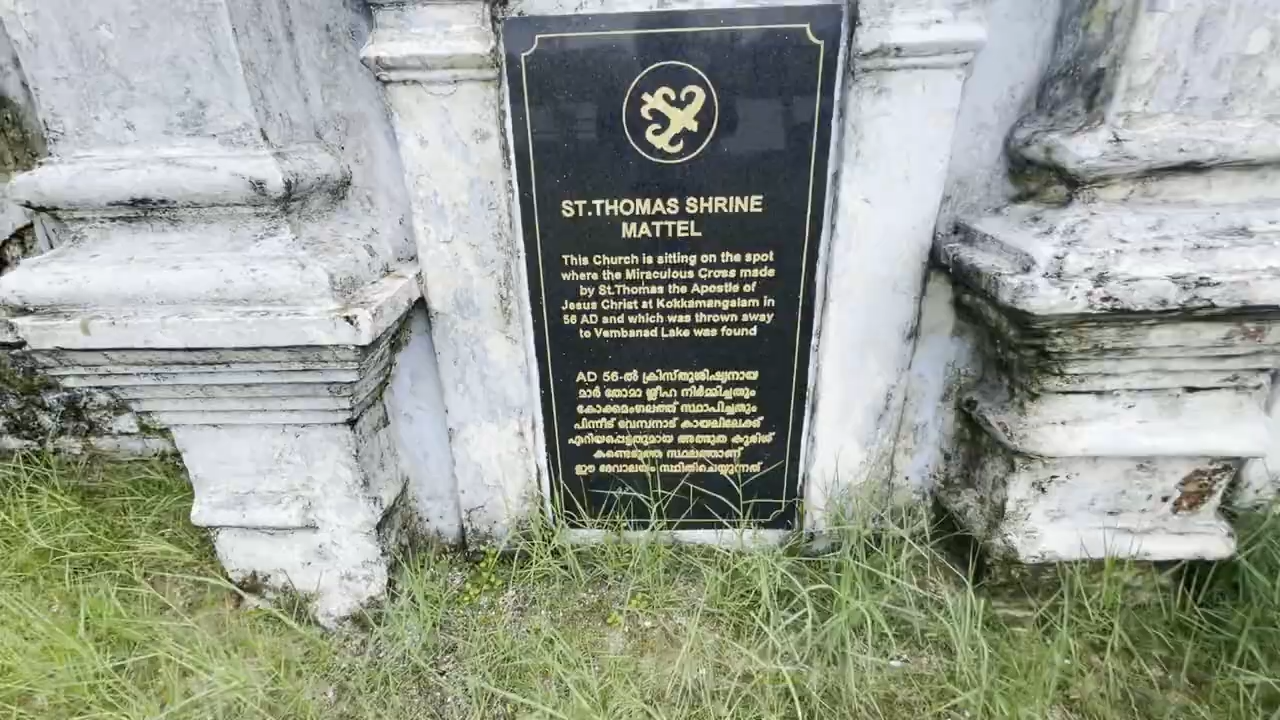 ST.THOMAS SHRINE
MATTEL
This Church is sitting on the spot
where the Miraculous Cross made
by St.Thomas the Apostle of
Jesus Christ at Kokkamangalam in
56 AD and which was thrown away
to Vembanad Lake was found
AD 56-ൽ ക്രിസ്തുശിഷ്യനായ
മാർ തോമാ ശ്ലീഹ നിർമ്മിച്ചതും
കോക്കമംഗലത്ത് സ്ഥാപിച്ചതും
പിന്നീട് വേമ്പനാട് കായലിലേക്ക്
എറിയപ്പെട്ടതുമായ അത്ഭുത കുരിശ്
കണ്ടെടുത്ത സ്ഥലത്താണ്
ഈ ദേവാലയം സ്ഥിതിചെയ്യുന്നത്